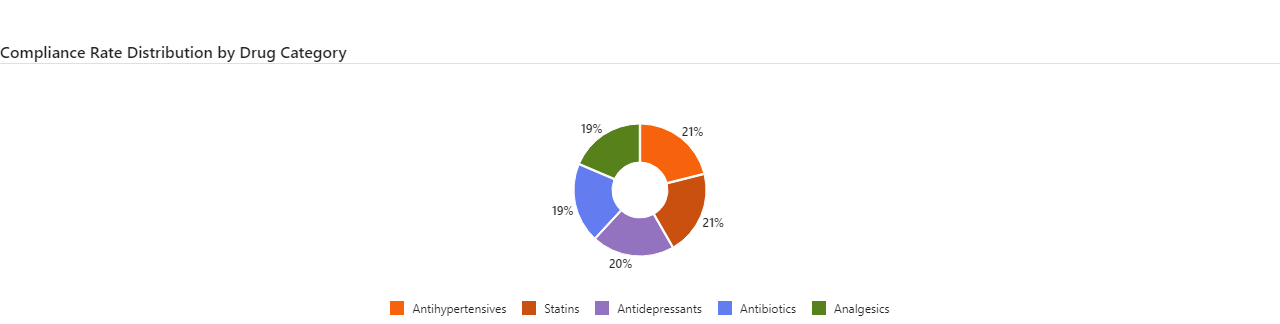 Compliance Rate Distribution by Drug Category
19%
21%
19%
21%
20%
Antihypertensives
Statins
Antidepressants
Antibiotics
Analgesics